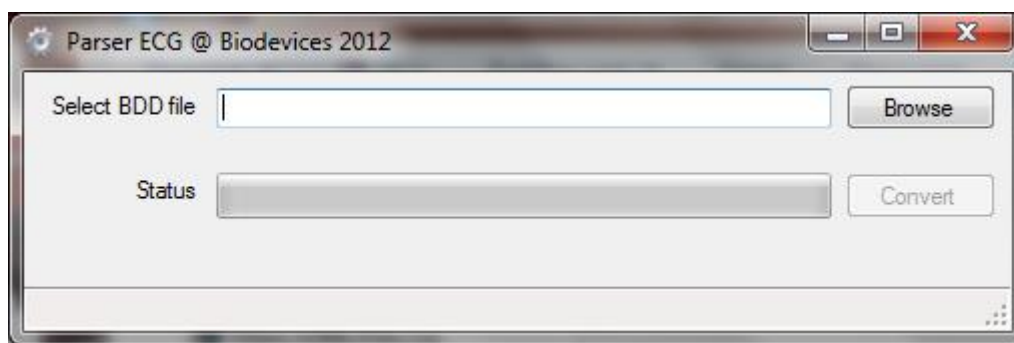 Parser ECG @ Biodevices 2012
Select BDD file Browse
Status Convert